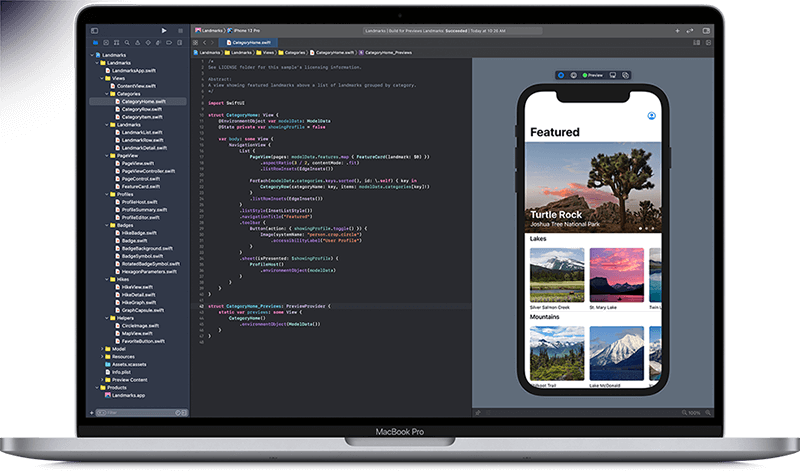 Landmarks
iPhone 13 Pro
Landmarks | Build for Previews Landmarks: Succeeded | Today at 10:25 AM
CategoryHome.swift
Landmarks
Landmarks
Views
Categories
CategoryHome.swift
CategoryHome_Previews
Landmarks
Landmarks
LandmarksApp.swift
Views
ContentView.swift
Categories
CategoryHome.swift
CategoryRow.swift
CategoryItem.swift
Landmarks
LandmarkList.swift
LandmarkRow.swift
LandmarkDetail.swift
PageView
PageView.swift
PageViewController.swift
PageControl.swift
FeatureCard.swift
Profiles
ProfileHost.swift
ProfileSummary.swift
ProfileEditor.swift
Badges
HikeBadge.swift
Badge.swift
BadgeBackground.swift
BadgeSymbol.swift
RotatedBadgeSymbol.swift
HexagonParameters.swift
Hikes
HikeView.swift
HikeDetail.swift
HikeGraph.swift
GraphCapsule.swift
Helpers
CircleImage.swift
MapView.swift
FavoriteButton.swift
Model
Resources
Assets.xcassets
Info.plist
Preview Content
Products
Landmarks.app
Filter
/*
See LICENSE folder for this sample's licensing information.
Abstract:
A view showing featured landmarks above a list of landmarks grouped by category.
*/
import SwiftUI
struct CategoryHome: View {
@EnvironmentObject var modelData: ModelData
@State private var showingProfile = false
var body: some View {
NavigationView {
List {
PageView(pages: modelData.features.map { FeatureCard(landmark: $0) })
.aspectRatio(3 / 2, contentMode: .fit)
.listRowInsets(EdgeInsets())
ForEach(modelData.categories.keys.sorted(), id: \.self) { key in
CategoryRow(categoryName: key, items: modelData.categories[key]!)
}
.listRowInsets(EdgeInsets())
}
.listStyle(InsetListStyle())
.navigationTitle("Featured")
.toolbar {
Button(action: { showingProfile.toggle() }) {
Image(systemName: "person.crop.circle")
.accessibilityLabel("User Profile")
}
}
.sheet(isPresented: $showingProfile) {
ProfileHost()
.environmentObject(modelData)
}
}
}
}
struct CategoryHome_Previews: PreviewProvider {
static var previews: some View {
CategoryHome()
.environmentObject(ModelData())
}
}
Preview
Featured
Turtle Rock
Joshua Tree National Park
Lakes
Silver Salmon Creek
St. Mary Lake
Twin L
Mountains
Lake McDonald
100%
MacBook Pro